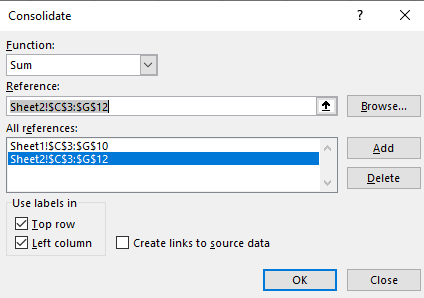 Consolidate
?
Function:
Sum
Reference:
Sheet2!$C$3:$G$12
Browse...
All references:
Sheet1!$C$3:$G$10
Sheet2!$C$3:$G$12
Add
Delete
Use labels in
Top row
Left column
Create links to source data
OK
Close